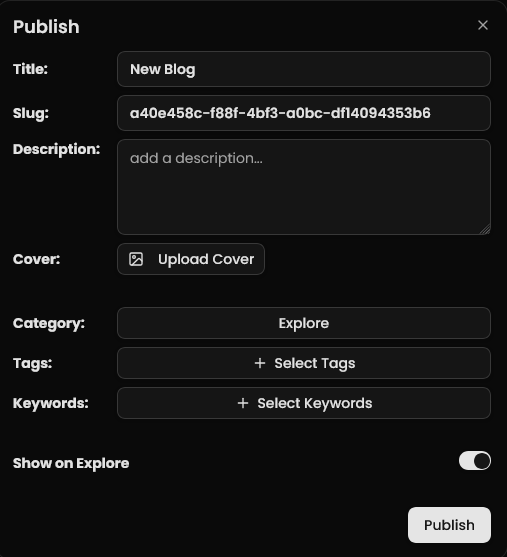 Publish
Title: New Blog
Slug: a40e458c-f88f-4bf3-a0bc-df14094353b6
Description: add a description...
Cover: Upload Cover
Category: Explore
Tags: + Select Tags
Keywords: + Select Keywords
Show on Explore
Publish